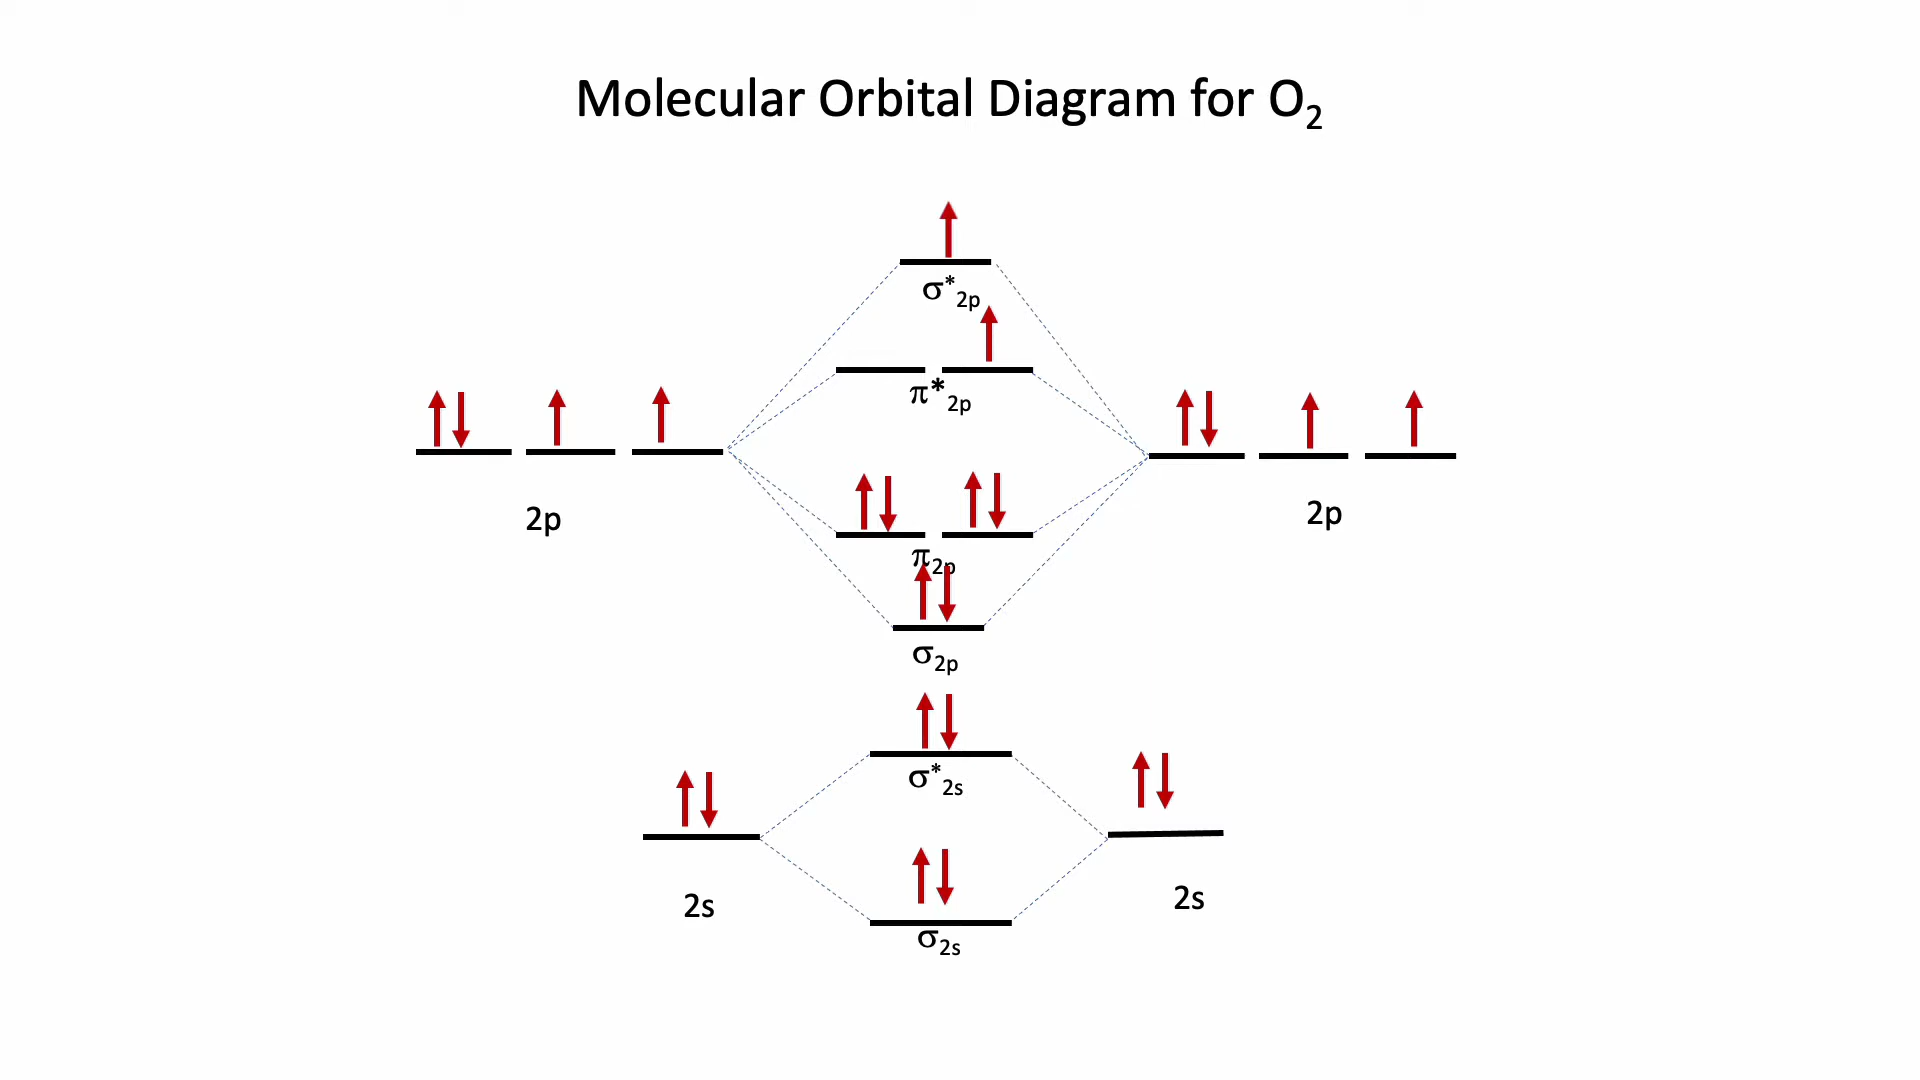 Molecular Orbital Diagram for O₂
σ*₂ₚ
π*₂ₚ
2p
2p
π₂ₚ
σ₂ₚ
σ*₂ₛ
2s
2s
σ₂ₛ